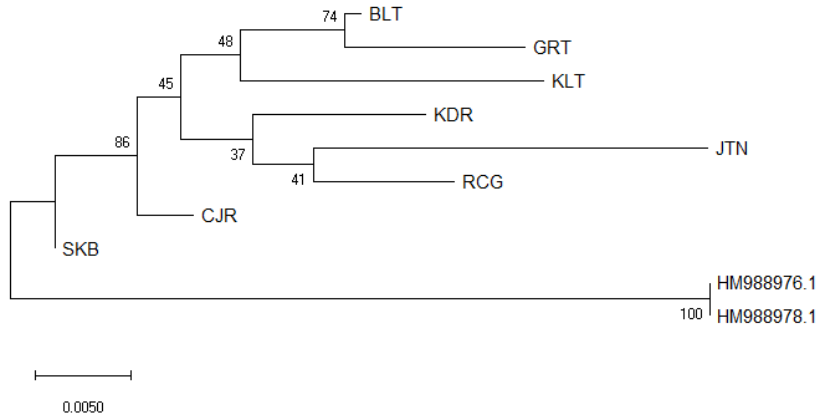 74
BLT
48
GRT
45
KLT
KDR
86
37
JTN
41
RCG
CJR
SKB
HM988976.1
100
HM988978.1
0.0050